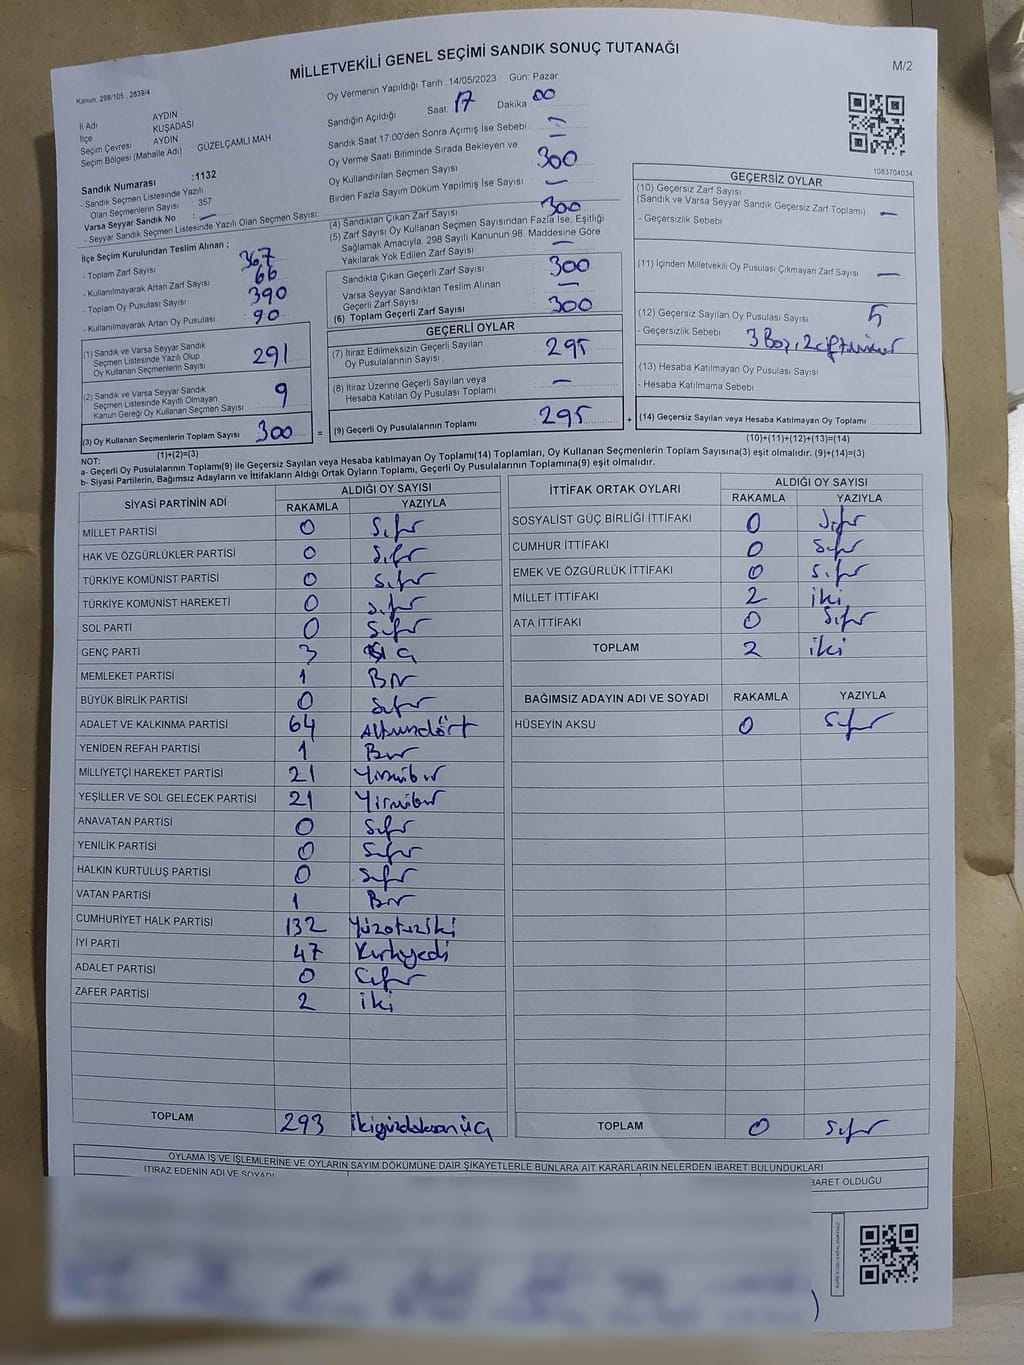 MİLLETVEKİLİ GENEL SEÇİMİ SANDIK SONUÇ TUTANAĞI
M/2
Kanun: 298/105 , 2839/4
İl Adı : AYDIN
İlçe : KUŞADASI
Seçim Çevresi : AYDIN
Seçim Bölgesi (Mahalle Adı) GÜZELÇAMLI MAH
Sandık Numarası :1132
- Sandık Seçmen Listesinde Yazılı
Olan Seçmenlerin Sayısı 357
Varsa Seyyar Sandık No : —
- Seyyar Sandık Seçmen Listesinde Yazılı Olan Seçmen Sayısı:
İlçe Seçim Kurulundan Teslim Alınan ;
- Toplam Zarf Sayısı : 367
- Kullanılmayarak Artan Zarf Sayısı : 66
- Toplam Oy Pusulası Sayısı : 390
- Kullanılmayarak Artan Oy Pusulası : 90
(1) Sandık ve Varsa Seyyar Sandık
Seçmen Listesinde Yazılı Olup
Oy Kullanan Seçmenlerin Sayısı 291
(2) Sandık ve Varsa Seyyar Sandık
Seçmen Listesinde Kayıtlı Olmayan
Kanun Gereği Oy Kullanan Seçmen Sayısı 9
(3) Oy Kullanan Seçmenlerin Toplam Sayısı 300 =
(1)+(2)=(3)
Oy Vermenin Yapıldığı Tarih : 14/05/2023 Gün: Pazar
Sandığın Açıldığı Saat: 17 Dakika : 00
Sandık Saat 17:00'den Sonra Açımış İse Sebebi : —
Oy Verme Saati Bitiminde Sırada Bekleyen ve —
Oy Kullandırılan Seçmen Sayısı 300
Birden Fazla Sayım Döküm Yapılmış İse Sayısı —
(4) Sandıktan Çıkan Zarf Sayısı 300
(5) Zarf Sayısı Oy Kullanan Seçmen Sayısından Fazla İse, Eşitliği
Sağlamak Amacıyla, 298 Sayılı Kanunun 98. Maddesine Göre
Yakılarak Yok Edilen Zarf Sayısı —
Sandıkta Çıkan Geçerli Zarf Sayısı 300
Varsa Seyyar Sandıktan Teslim Alınan
Geçerli Zarf Sayısı —
(6) Toplam Geçerli Zarf Sayısı 300
GEÇERLİ OYLAR
(7) İtiraz Edilmeksizin Geçerli Sayılan
Oy Pusulalarının Sayısı 295
(8) İtiraz Üzerine Geçerli Sayılan veya
Hesaba Katılan Oy Pusulası Toplamı —
(9) Geçerli Oy Pusulalarının Toplamı 295 +
1083704034
GEÇERSİZ OYLAR
(10) Geçersiz Zarf Sayısı
(Sandık ve Varsa Seyyar Sandık Geçersiz Zarf Toplamı) —
- Geçersizlik Sebebi :
(11) İçinden Milletvekili Oy Pusulası Çıkmayan Zarf Sayısı —
(12) Geçersiz Sayılan Oy Pusulası Sayısı 5
- Geçersizlik Sebebi : 3 Boş, 2 çift mühür
(13) Hesaba Katılmayan Oy Pusulası Sayısı
- Hesaba Katılmama Sebebi :
(14) Geçersiz Sayılan veya Hesaba Katılmayan Oy Toplamı
(10)+(11)+(12)+(13)=(14)
NOT:
a- Geçerli Oy Pusulalarının Toplamı(9) ile Geçersiz Sayılan veya Hesaba katılmayan Oy Toplamı(14) Toplamları, Oy Kullanan Seçmenlerin Toplam Sayısına(3) eşit olmalıdır. (9)+(14)=(3)
b- Siyasi Partilerin, Bağımsız Adayların ve İttifakların Aldığı Ortak Oyların Toplamı, Geçerli Oy Pusulalarının Toplamına(9) eşit olmalıdır.
SİYASİ PARTİNİN ADI ALDIĞI OY SAYISI
RAKAMLA YAZIYLA
MİLLET PARTİSİ 0 Sıfır
HAK VE ÖZGÜRLÜKLER PARTİSİ 0 Sıfır
TÜRKİYE KOMÜNİST PARTİSİ 0 Sıfır
TÜRKİYE KOMÜNİST HAREKETİ 0 Sıfır
SOL PARTİ 0 Sıfır
GENÇ PARTİ 3 üç
MEMLEKET PARTİSİ 1 Bir
BÜYÜK BİRLİK PARTİSİ 0 Sıfır
ADALET VE KALKINMA PARTİSİ 64 Altmışdört
YENİDEN REFAH PARTİSİ 1 Bir
MİLLİYETÇİ HAREKET PARTİSİ 21 Yirmibir
YEŞİLLER VE SOL GELECEK PARTİSİ 21 Yirmibir
ANAVATAN PARTİSİ 0 Sıfır
YENİLİK PARTİSİ 0 Sıfır
HALKIN KURTULUŞ PARTİSİ 0 Sıfır
VATAN PARTİSİ 1 Bir
CUMHURİYET HALK PARTİSİ 132 Yüzotuziki
İYİ PARTİ 47 Kırkyedi
ADALET PARTİSİ 0 Sıfır
ZAFER PARTİSİ 2 iki
TOPLAM 293 ikiyüzdoksanüç
İTTİFAK ORTAK OYLARI ALDIĞI OY SAYISI
RAKAMLA YAZIYLA
SOSYALİST GÜÇ BİRLİĞİ İTTİFAKI 0 Sıfır
CUMHUR İTTİFAKI 0 Sıfır
EMEK VE ÖZGÜRLÜK İTTİFAKI 0 Sıfır
MİLLET İTTİFAKI 2 iki
ATA İTTİFAKI 0 Sıfır
TOPLAM 2 iki
BAĞIMSIZ ADAYIN ADI VE SOYADI RAKAMLA YAZIYLA
HÜSEYİN AKSU 0 Sıfır
TOPLAM 0 Sıfır
OYLAMA İŞ VE İŞLEMLERİNE VE OYLARIN SAYIM DÖKÜMÜNE DAİR ŞİKAYETLERLE BUNLARA AİT KARARLARIN NELERDEN İBARET BULUNDUKLARI
İTİRAZ EDENİN ADI VE SOYADI
BARET OLDUĞU